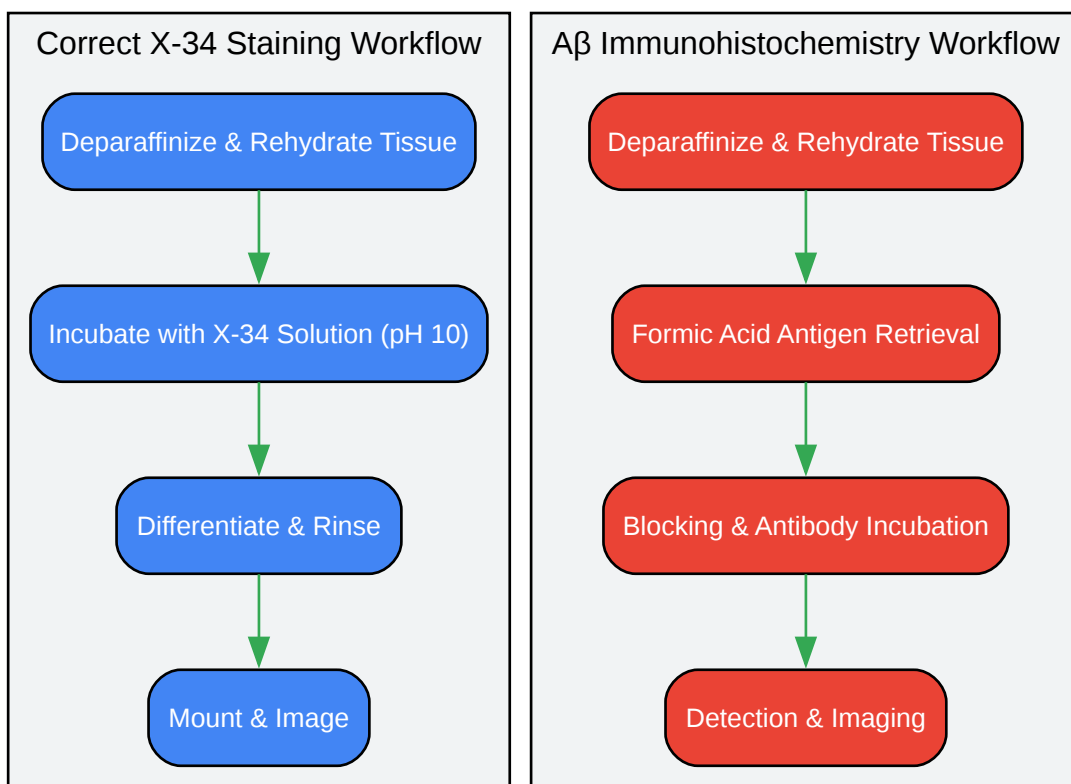 Correct X-34 Staining Workflow
Deparaffinize & Rehydrate Tissue
Incubate with X-34 Solution (pH 10)
Differentiate & Rinse
Mount & Image
Aβ Immunohistochemistry Workflow
Deparaffinize & Rehydrate Tissue
Formic Acid Antigen Retrieval
Blocking & Antibody Incubation
Detection & Imaging